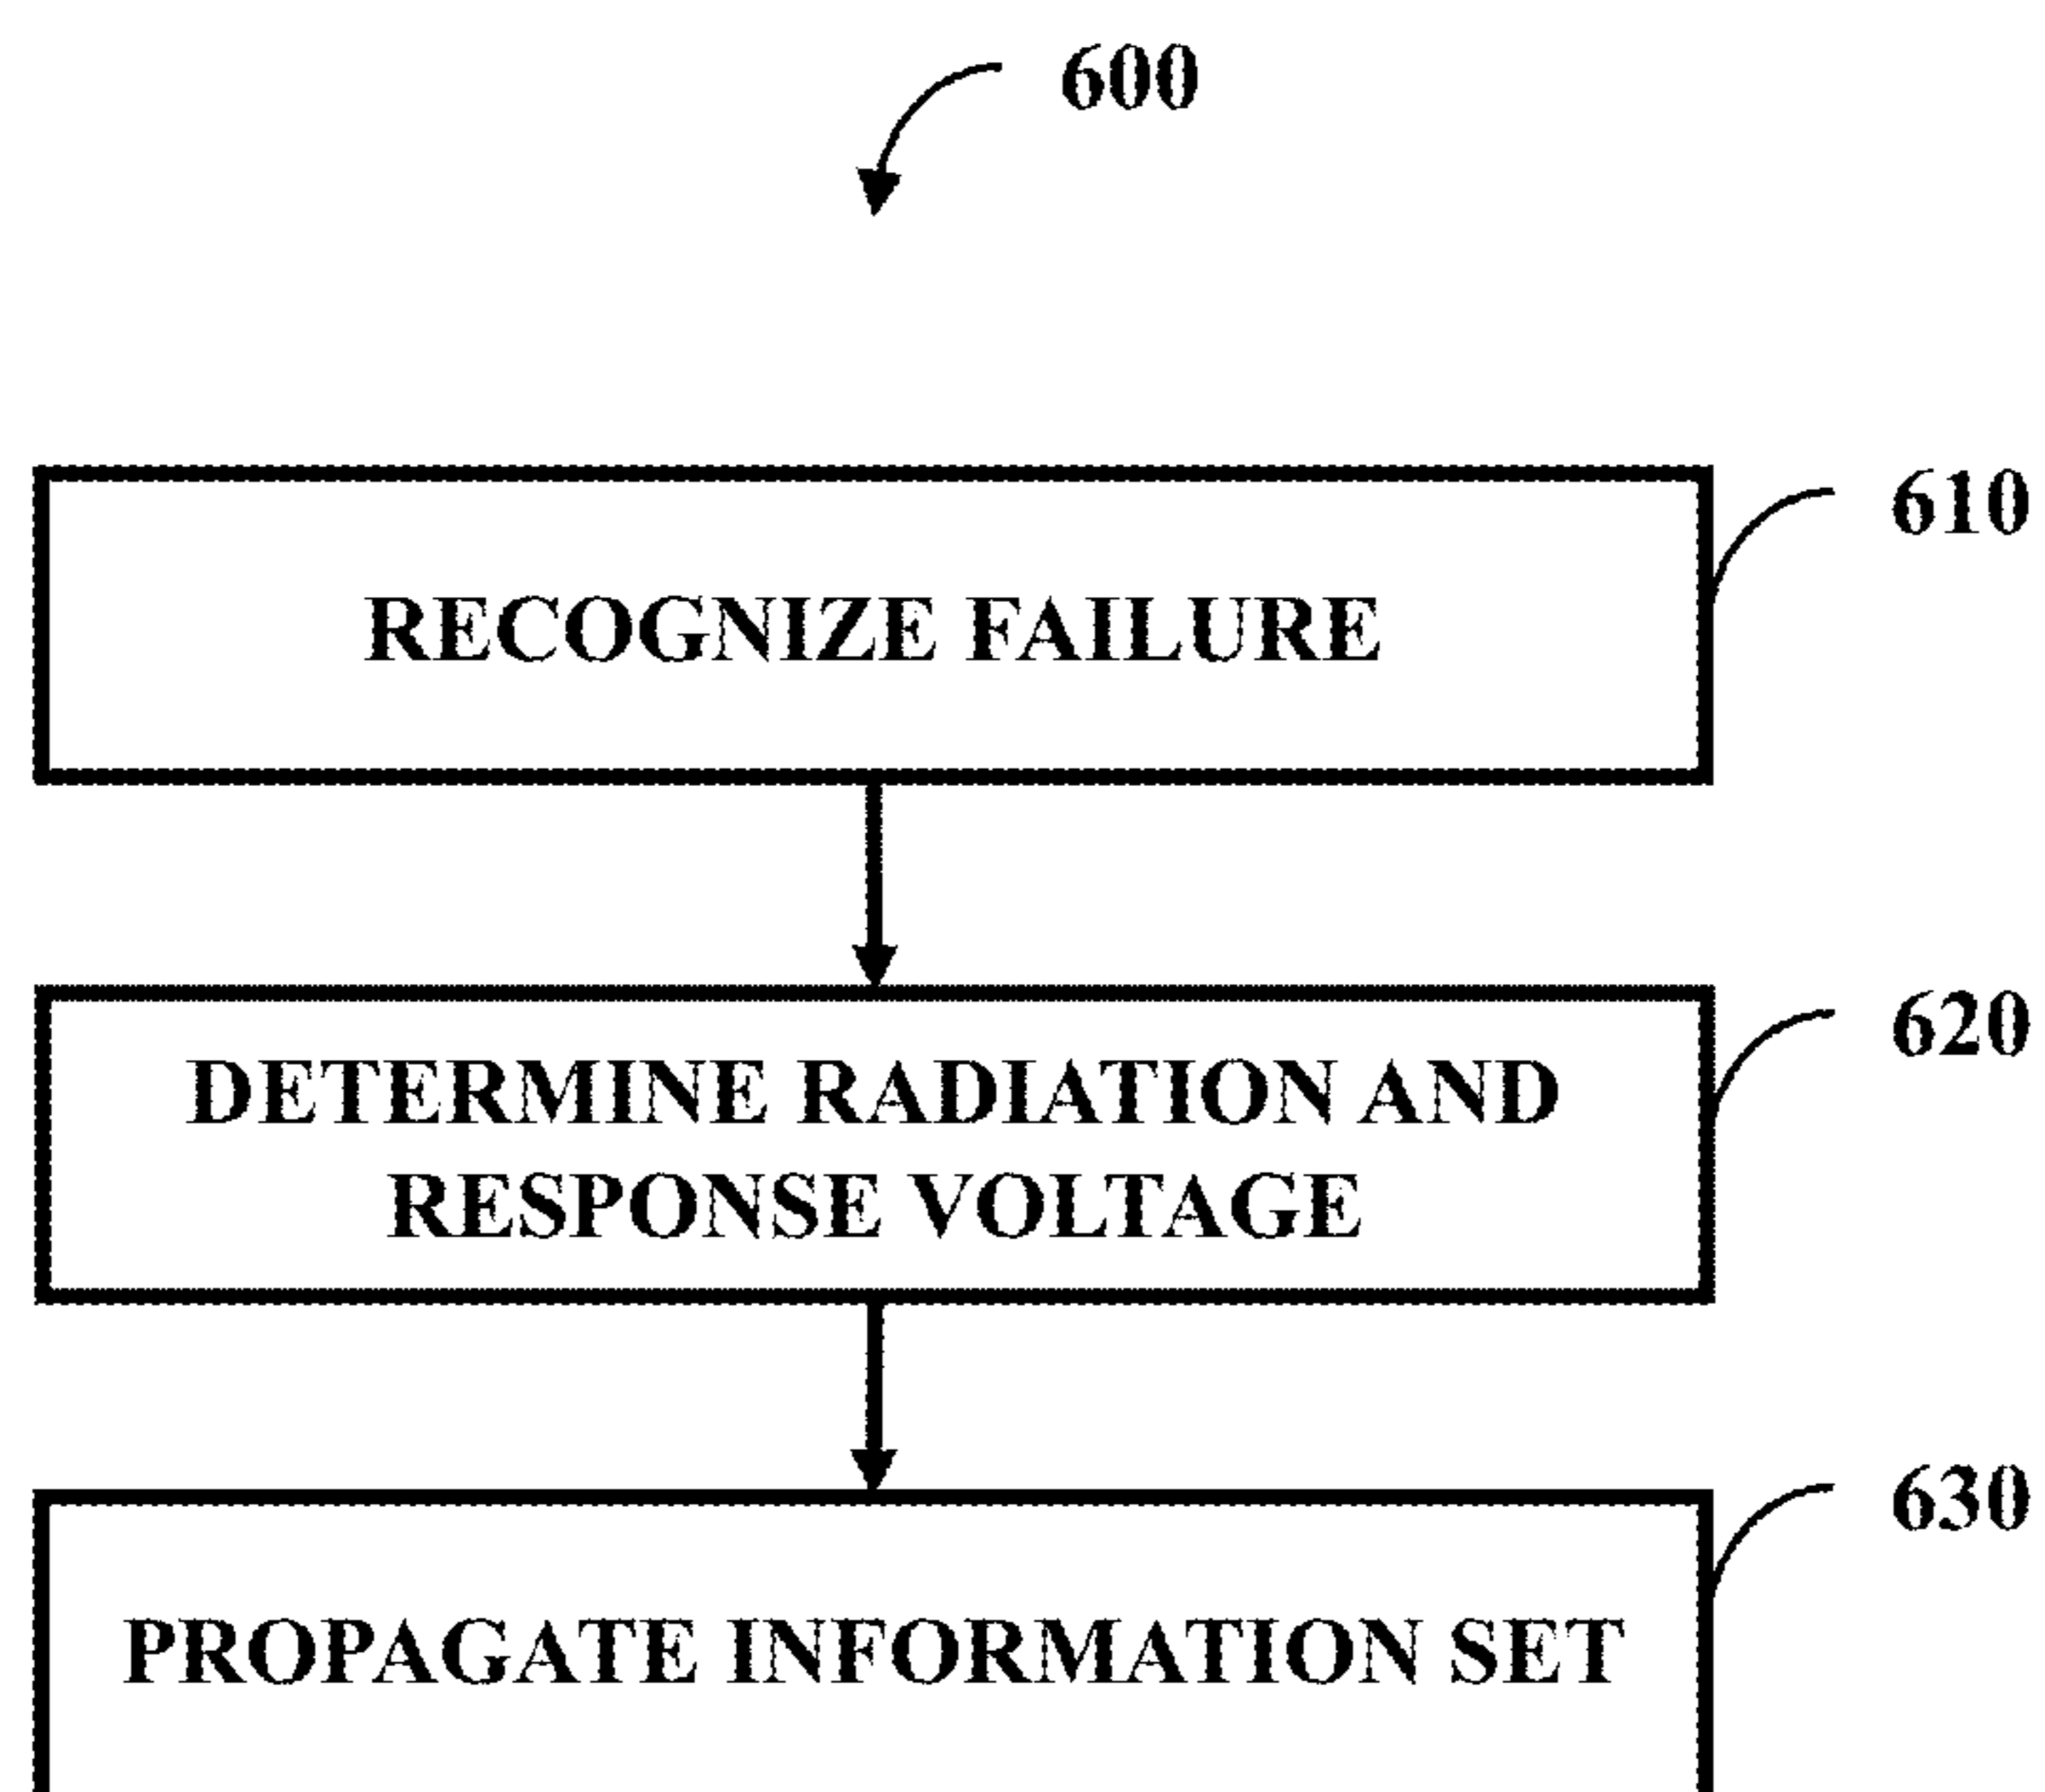 600
610
RECOGNIZE FAILURE
620
DETERMINE RADIATION AND
RESPONSE VOLTAGE
630
PROPAGATE INFORMATION SET